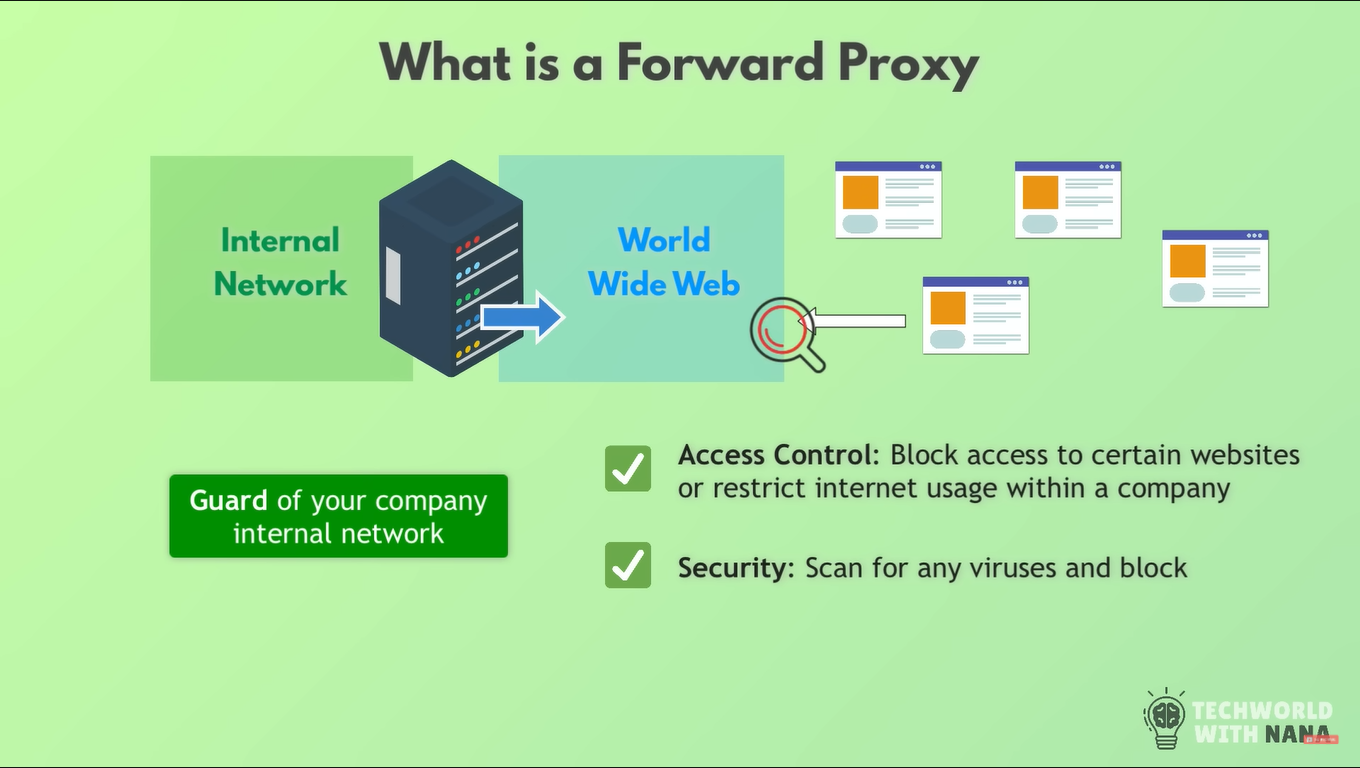 What is a Forward Proxy
Internal
Network
World
Wide Web
Guard of your company
internal network
Access Control: Block access to certain websites
or restrict internet usage within a company
Security: Scan for any viruses and block
TECHWORLD
WITH NANA